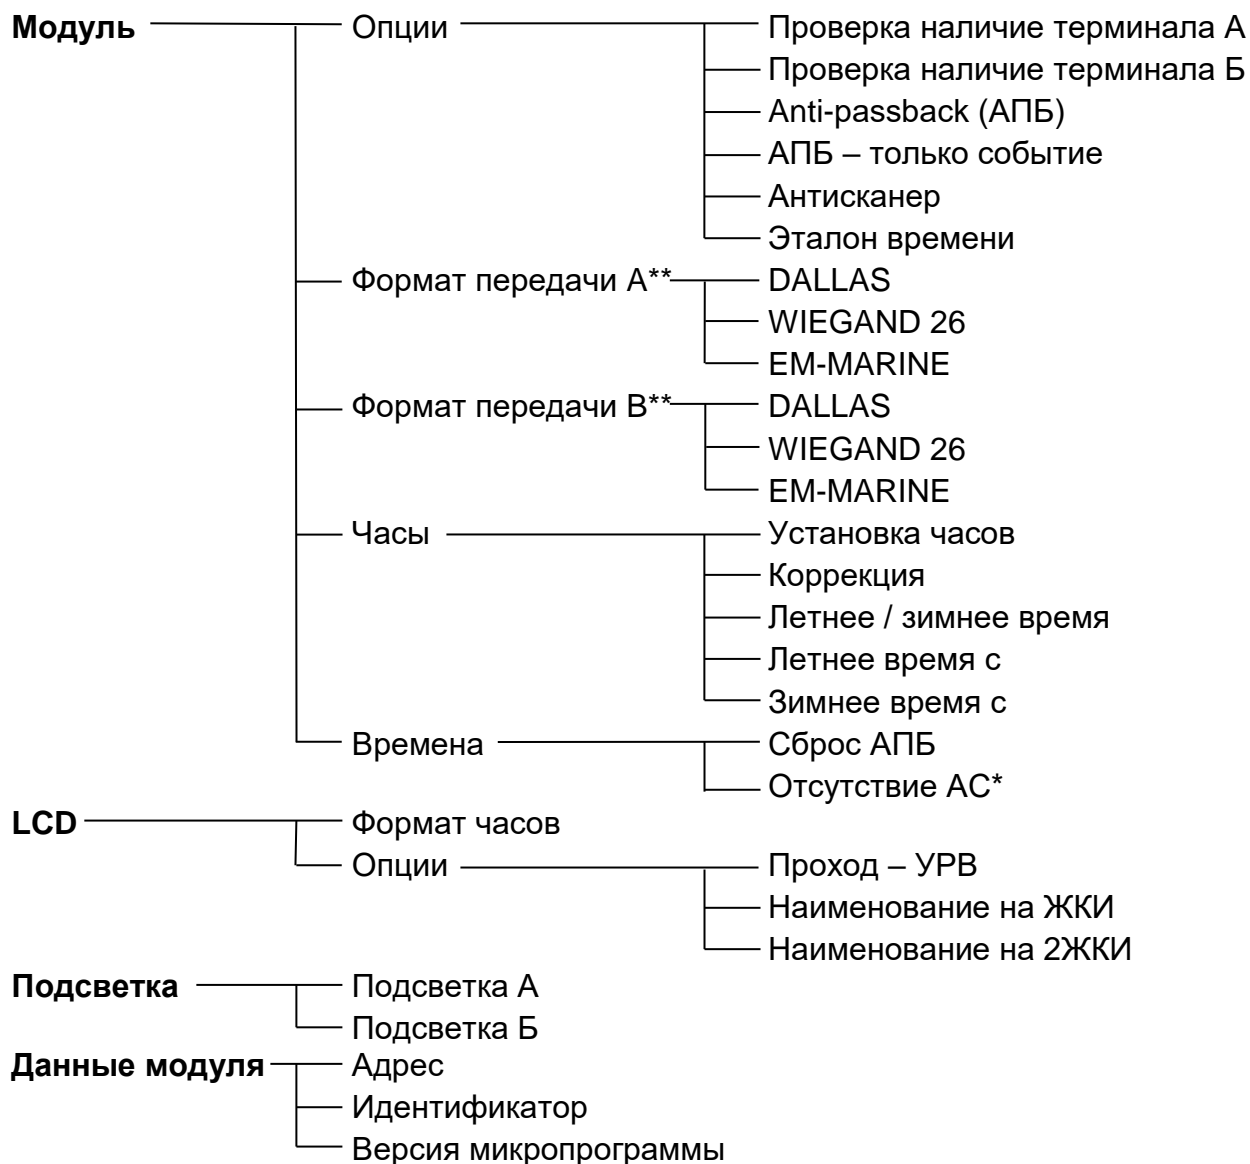 Модуль Опции Проверка наличие терминала А
Проверка наличие терминала Б
Anti-passback (АПБ)
АПБ – только событие
Антисканер
Эталон времени
Формат передачи А** DALLAS
WIEGAND 26
EM-MARINE
Формат передачи В** DALLAS
WIEGAND 26
EM-MARINE
Часы Установка часов
Коррекция
Летнее / зимнее время
Летнее время с
Зимнее время с
Времена Сброс АПБ
Отсутствие АС*
LCD Формат часов
Опции Проход – УРВ
Наименование на ЖКИ
Наименование на 2ЖКИ
Подсветка Подсветка А
Подсветка Б
Данные модуля Адрес
Идентификатор
Версия микропрограммы